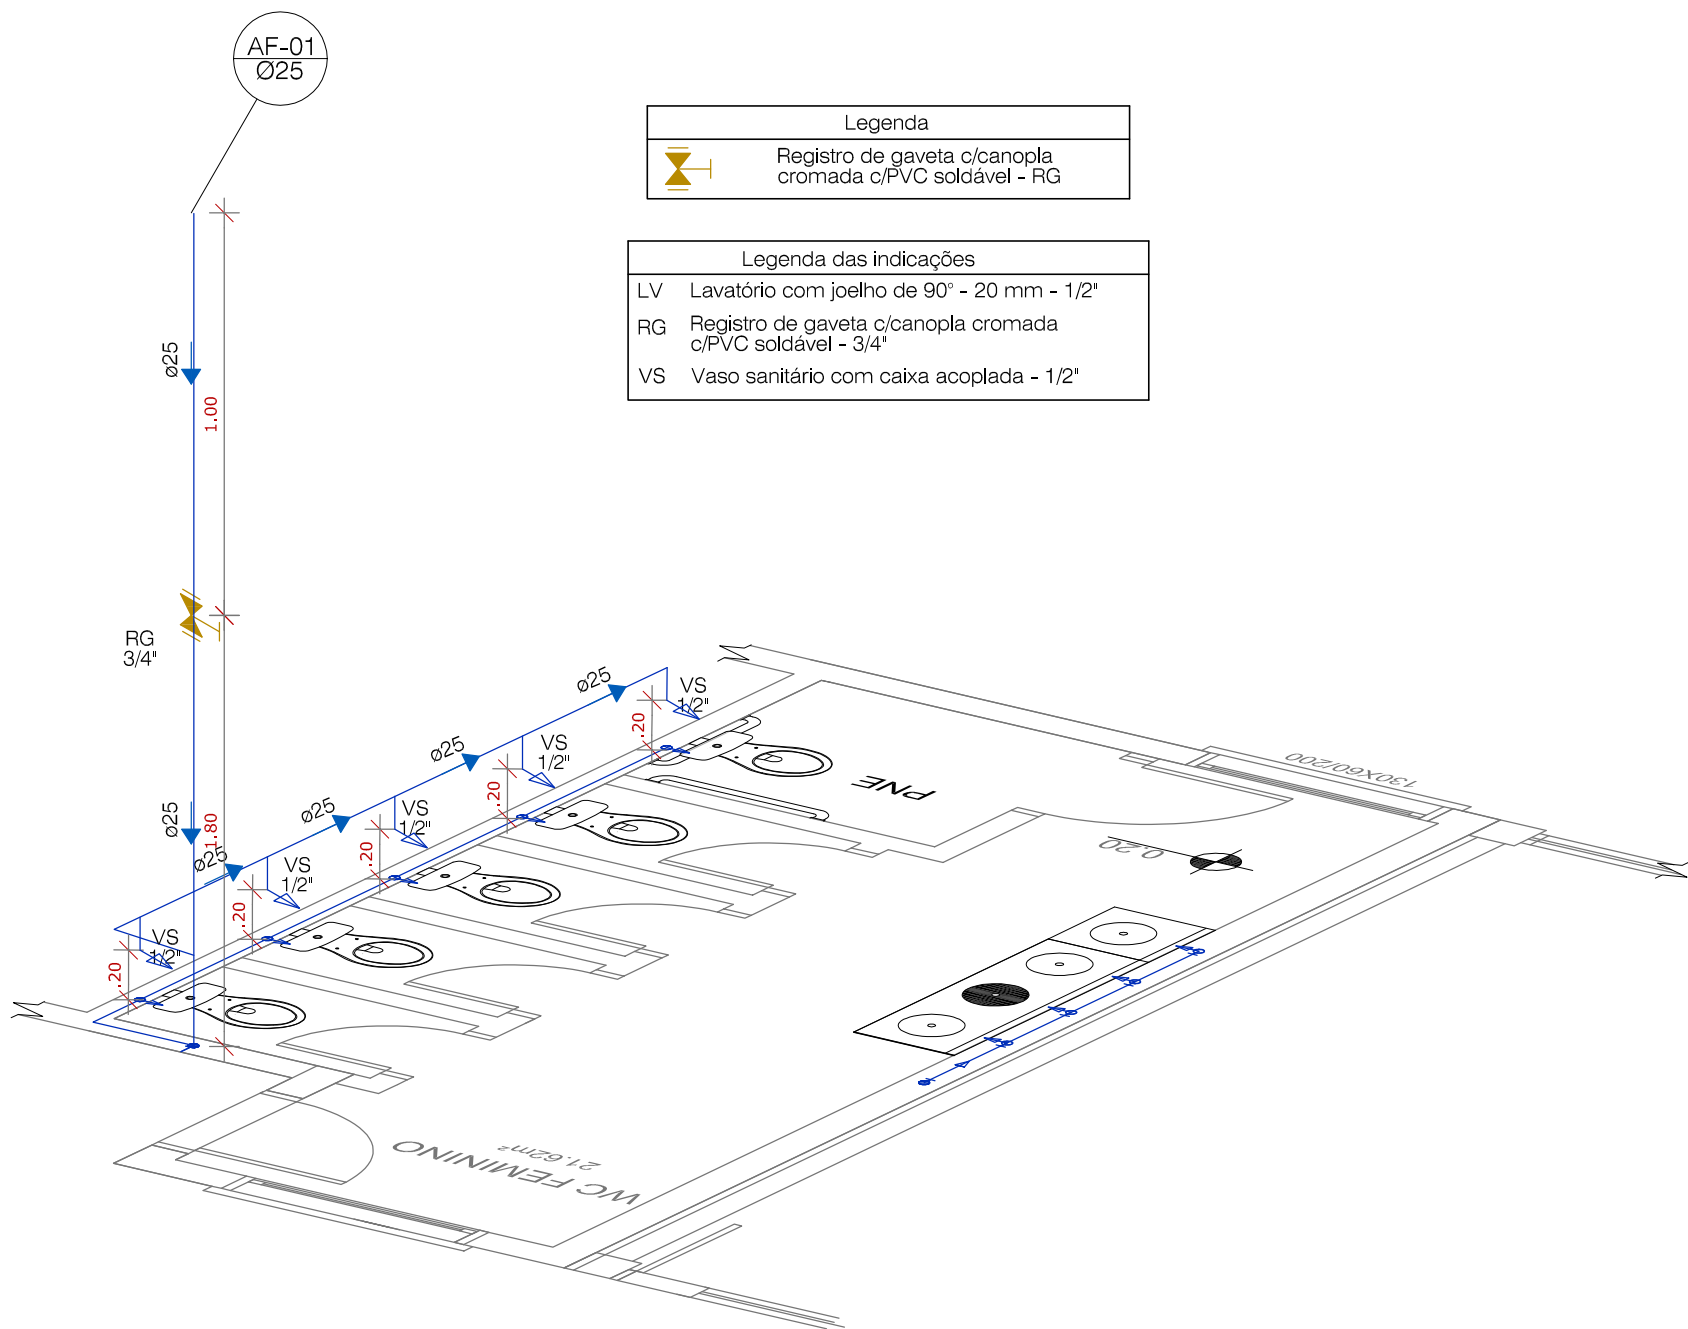 AF-01
Ø25
Legenda
Registro de gaveta c/canopla
cromada c/PVC soldável - RG
Legenda das indicações
LV Lavatório com joelho de 90° - 20 mm - 1/2"
RG Registro de gaveta c/canopla cromada
c/PVC soldável - 3/4"
VS Vaso sanitário com caixa acoplada - 1/2"
ø25
1.00
RG
3/4"
ø25
1.80
ø25
ø25
ø25
ø25
VS
1/2"
VS
1/2"
VS
1/2"
VS
1/2"
VS
1/2"
.20
.20
.20
.20
.20
PNE
130X60/200
0.20
WC FEMININO
21.62m²